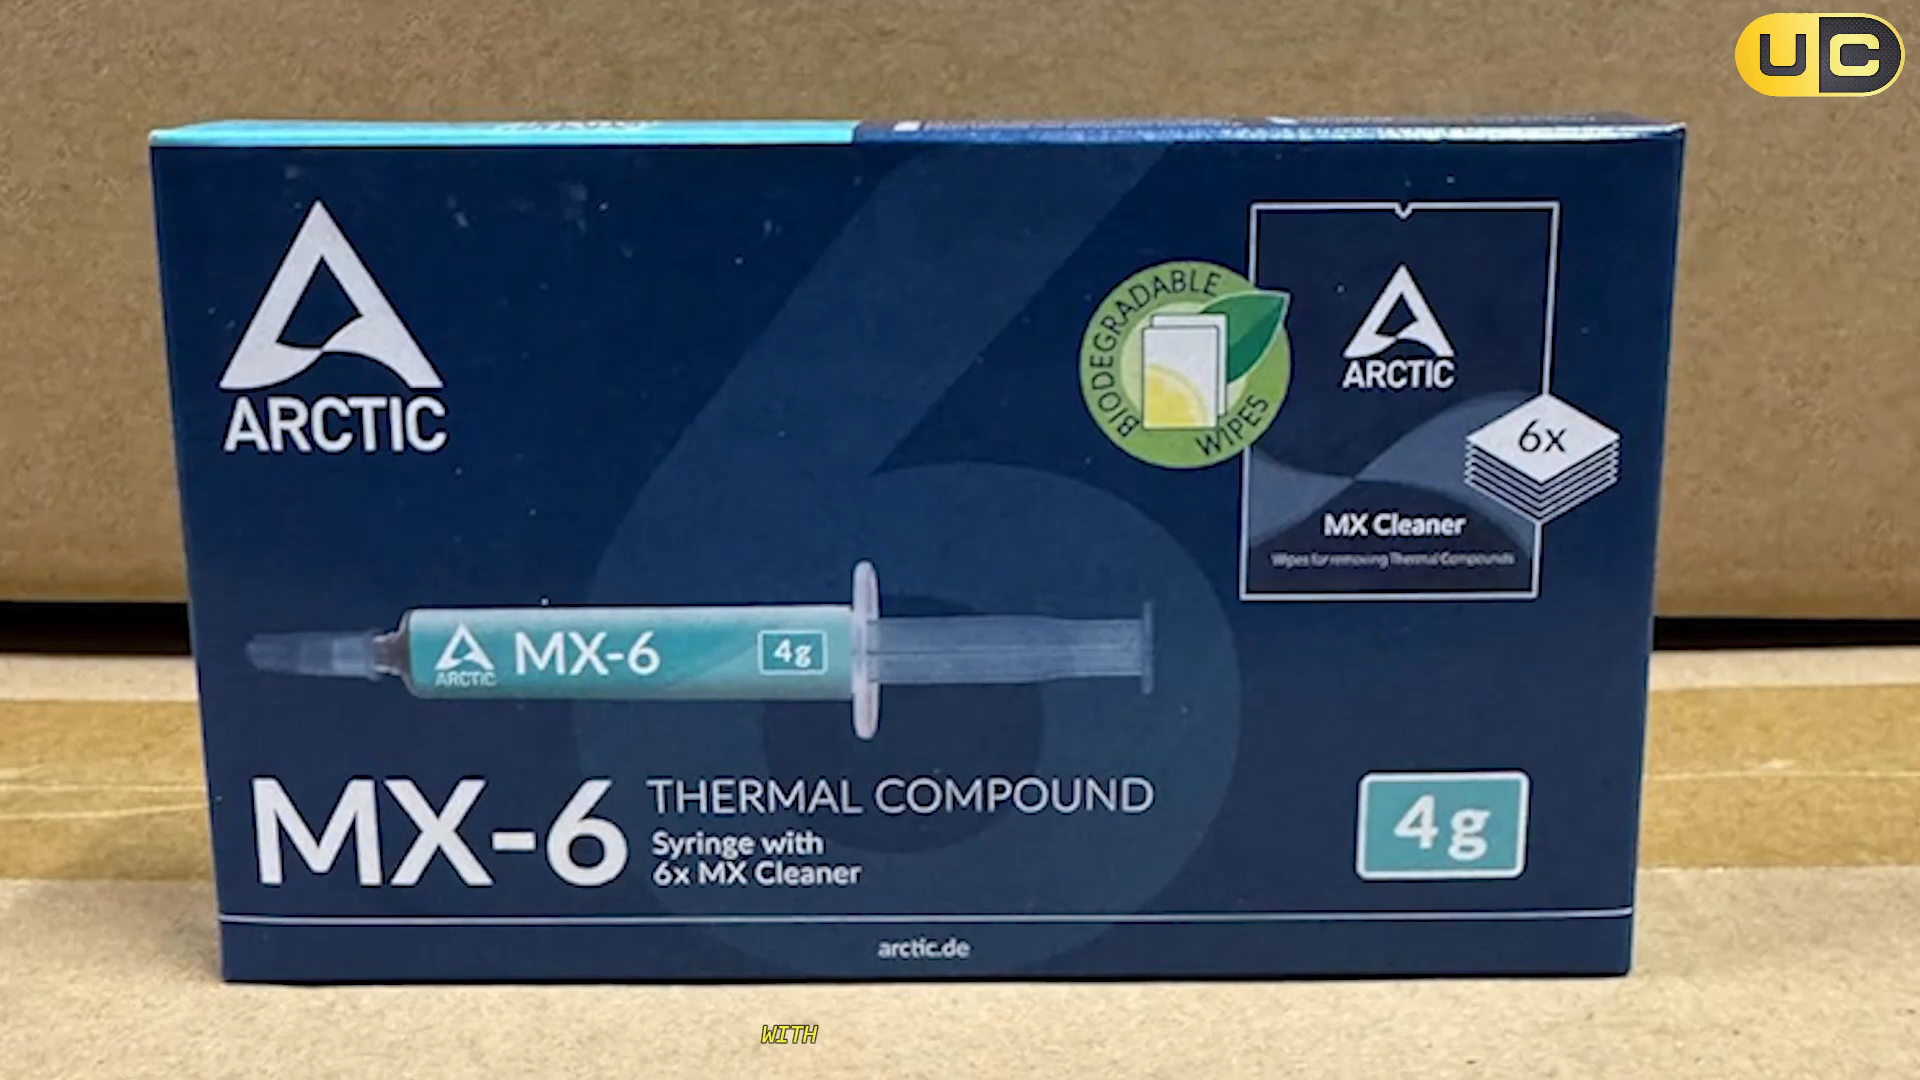 UC
ARCTIC
BIODEGRADABLE
WIPES
ARCTIC
6x
MX Cleaner
Wipes for removing Thermal Compounds
ARCTIC
MX-6
4g
MX-6
THERMAL COMPOUND
Syringe with
6x MX Cleaner
4g
arctic.de
WITH